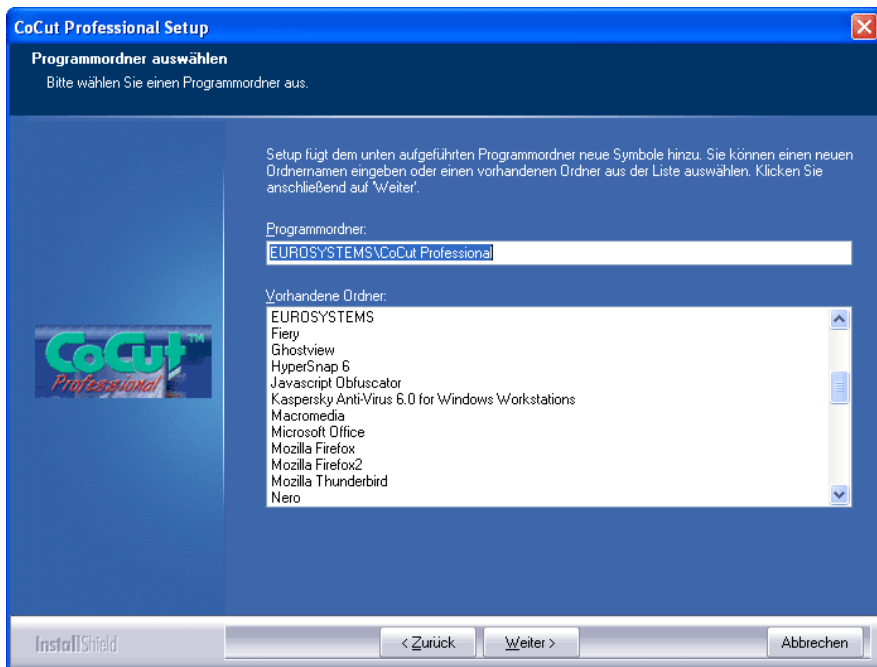 CoCut Professional Setup
Programmordner auswählen
Bitte wählen Sie einen Programmordner aus.
Setup fügt dem unten aufgeführten Programmordner neue Symbole hinzu. Sie können einen neuen
Ordnernamen eingeben oder einen vorhandenen Ordner aus der Liste auswählen. Klicken Sie
anschließend auf 'Weiter'.
Programmordner:
EUROSYSTEMS\CoCut Professional
Vorhandene Ordner:
EUROSYSTEMS
Fiery
Ghostview
HyperSnap 6
Javascript Obfuscator
Kaspersky Anti-Virus 6.0 for Windows Workstations
Macromedia
Microsoft Office
Mozilla Firefox
Mozilla Firefox2
Mozilla Thunderbird
Nero
CoCut™
Professional
InstallShield
< Zurück
Weiter >
Abbrechen